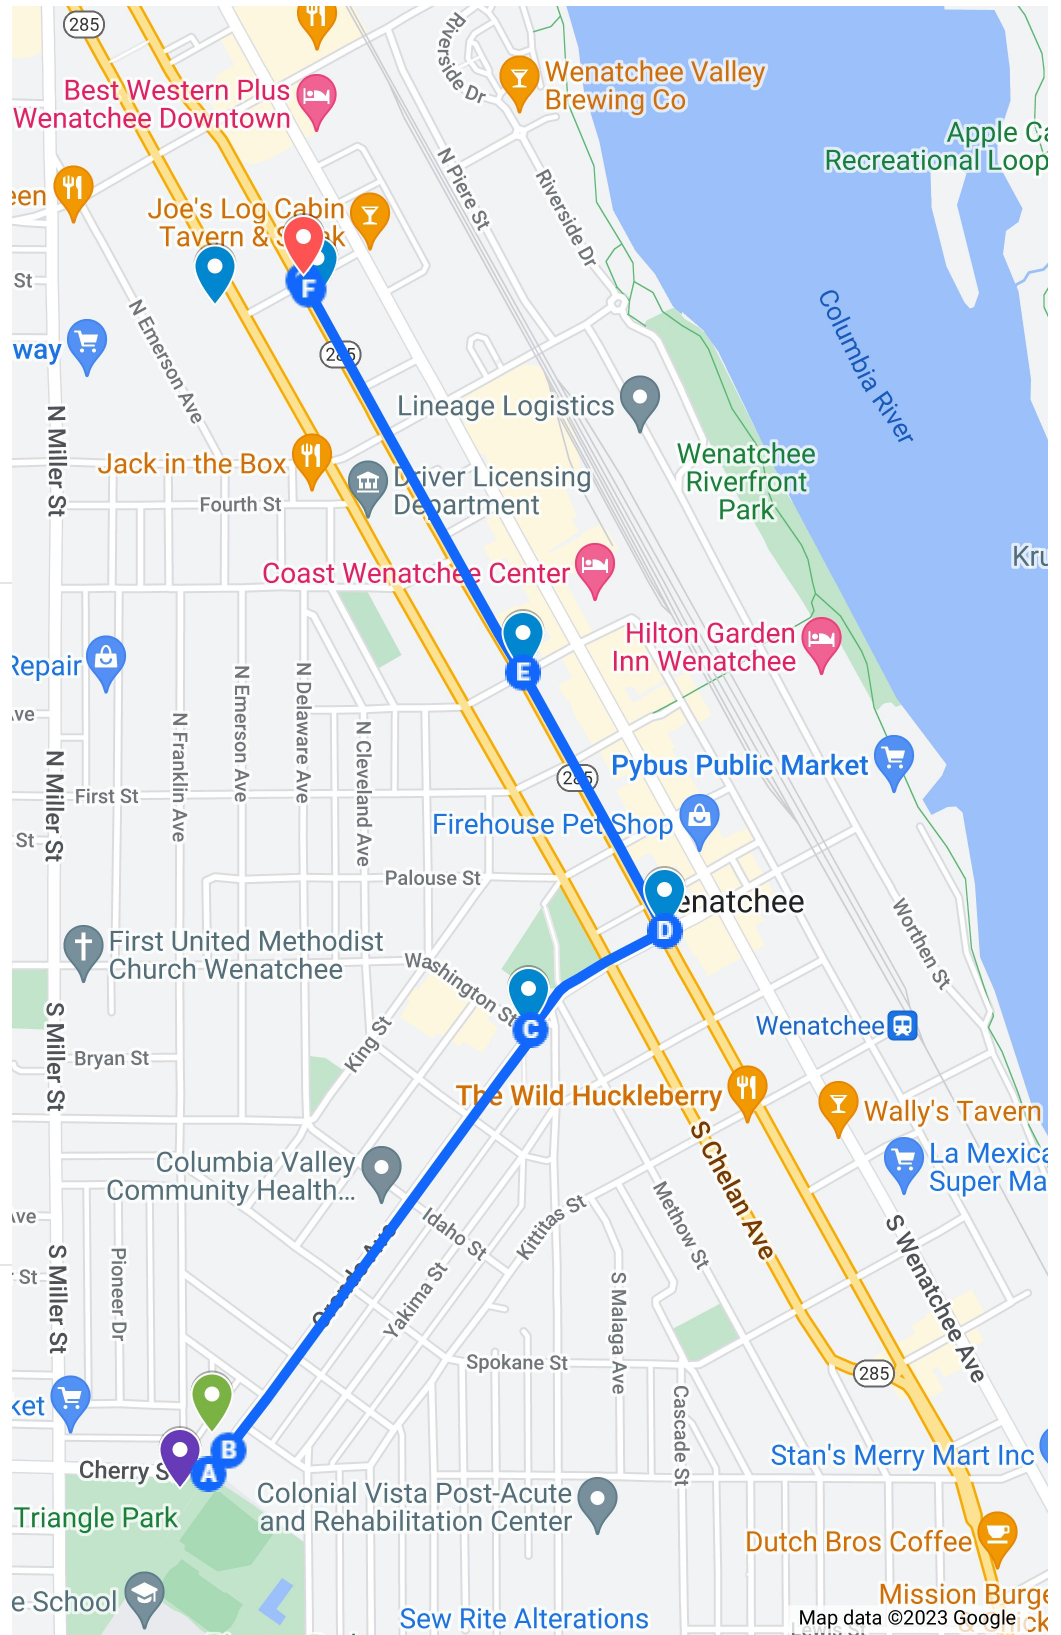 285
Riverside Dr
Wenatchee Valley
Brewing Co
Best Western Plus
Wenatchee Downtown
Apple Ca
Recreational Loop
N Piere St
Riverside Dr
een
Joe's Log Cabin
Tavern & S ak
St
F
N Emerson Ave
Columbia River
way
285
Lineage Logistics
N Miller St
Jack in the Box
Driver Licensing
Department
Wenatchee
Riverfront
Park
Fourth St
Kru
Coast Wenatchee Center
Hilton Garden
Inn Wenatchee
Repair
E
N Emerson Ave
N Delaware Ave
ve
N Franklin Ave
N Cleveland Ave
N Miller St
285
Pybus Public Market
First St
Firehouse Pet Shop
St
Palouse St
enatchee
D
First United Methodist
Church Wenatchee
Washington St
Worthen St
C
S Miller St
King St
Bryan St
Wenatchee
The Wild Huckleberry
Wally's Tavern
S Chelan Ave
Columbia Valley
Community Health...
La Mexica
Super Ma
Idaho St
Kittitas St
Methow St
ve
St
S Miller St
Pioneer Dr
Yakima St
S Malaga Ave
S Wenatchee Ave
Spokane St
285
Cascade St
ket
B
A
Cherry S
Stan's Merry Mart Inc
Triangle Park
Colonial Vista Post-Acute
and Rehabilitation Center
Dutch Bros Coffee
e School
Mission Burge
Sew Rite Alterations
Map data ©2023 Google